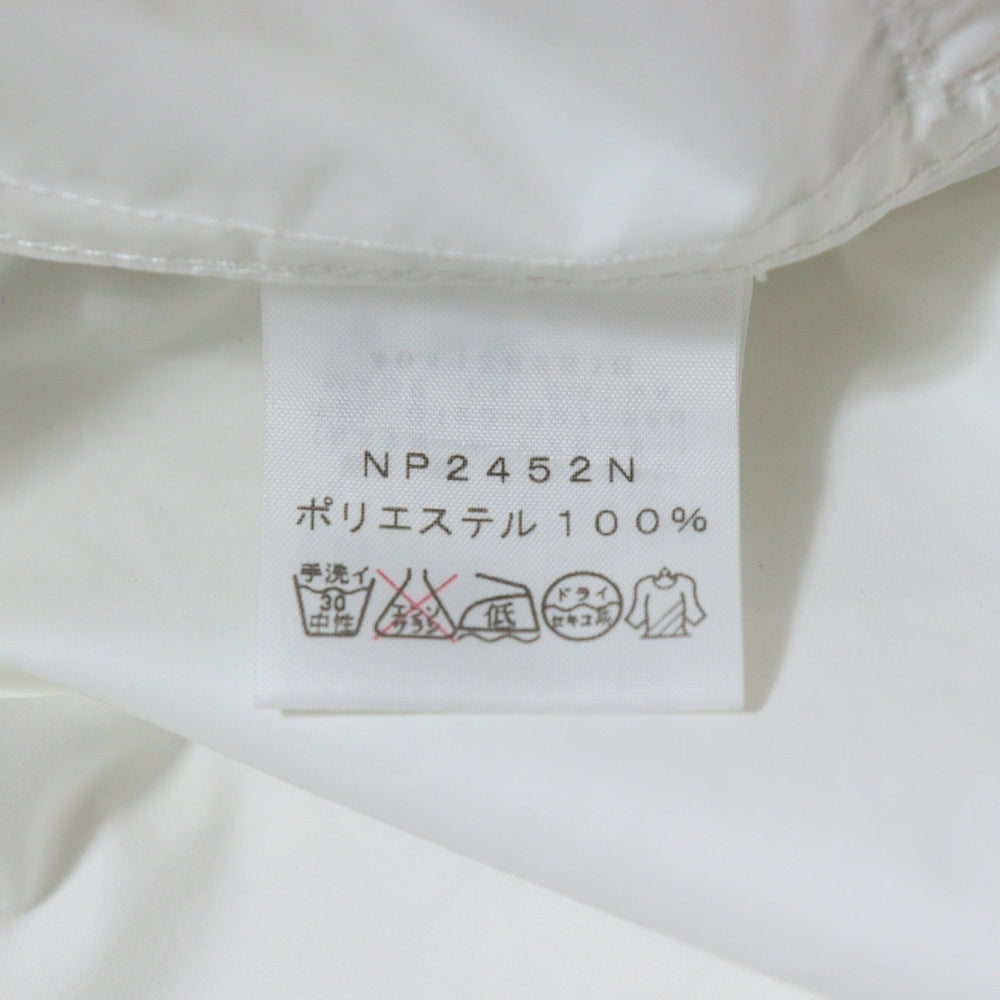 NP2452N
ポリエステル100%
手洗イ
30
中性
エンソ
サラシ
低
ドライ
セキユ系